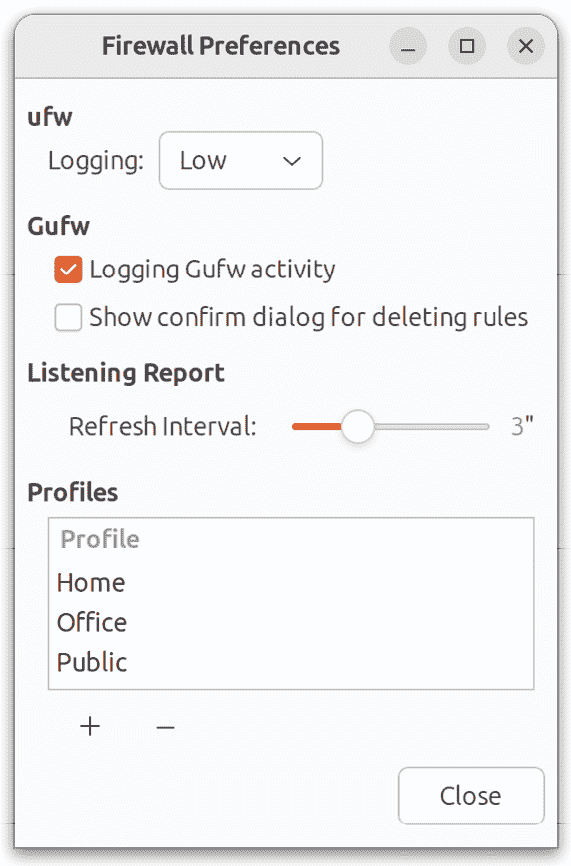 Firewall Preferences
ufw
Logging: Low
Gufw
Logging Gufw activity
Show confirm dialog for deleting rules
Listening Report
Refresh Interval: 3"
Profiles
Profile
Home
Office
Public
+ −
Close